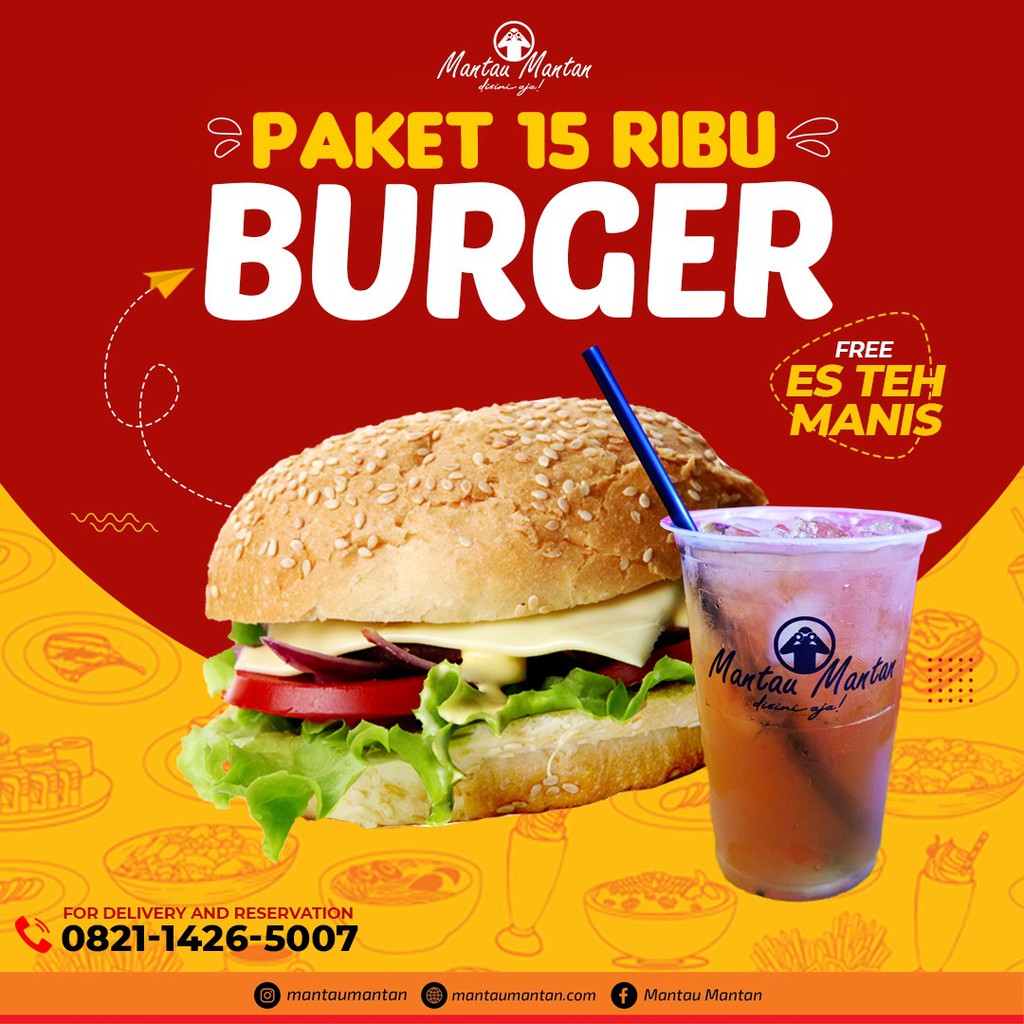 Mantau Mantan
disini aja!
PAKET 15 RIBU
BURGER
FREE
ES TEH
MANIS
Mantau Mantan
disini aja!
FOR DELIVERY AND RESERVATION
0821-1426-5007
mantaumantan
mantaumantan.com
Mantau Mantan